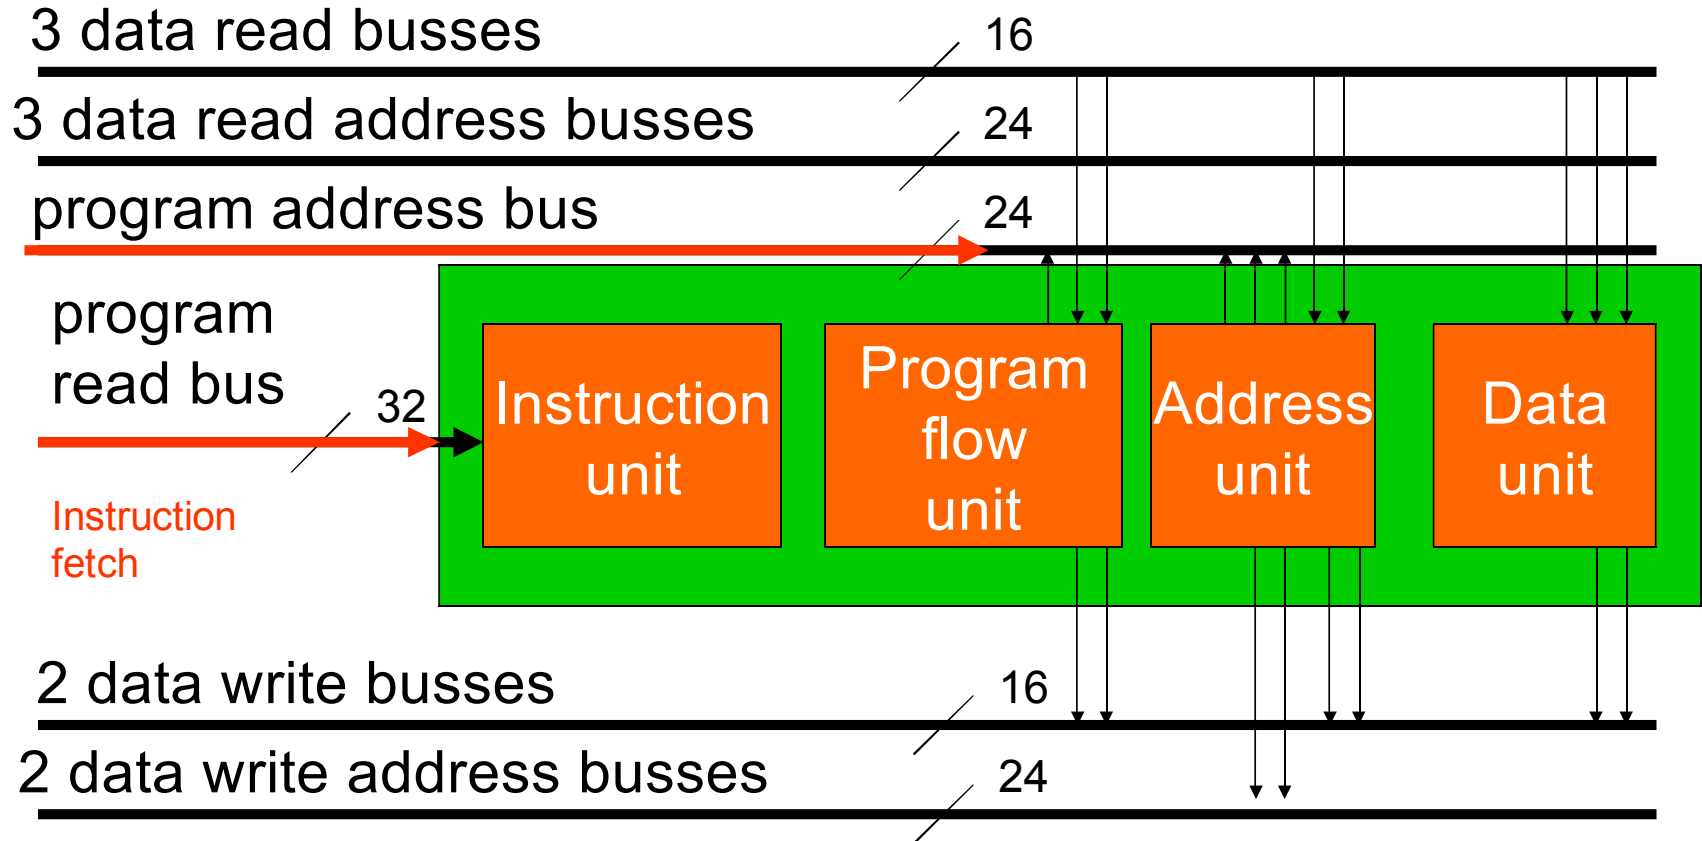 3 data read busses
16
3 data read address busses
24
program address bus
24
program
read bus
32
Instruction
fetch
Instruction
unit
Program
flow
unit
Address
unit
Data
unit
2 data write busses
16
2 data write address busses
24